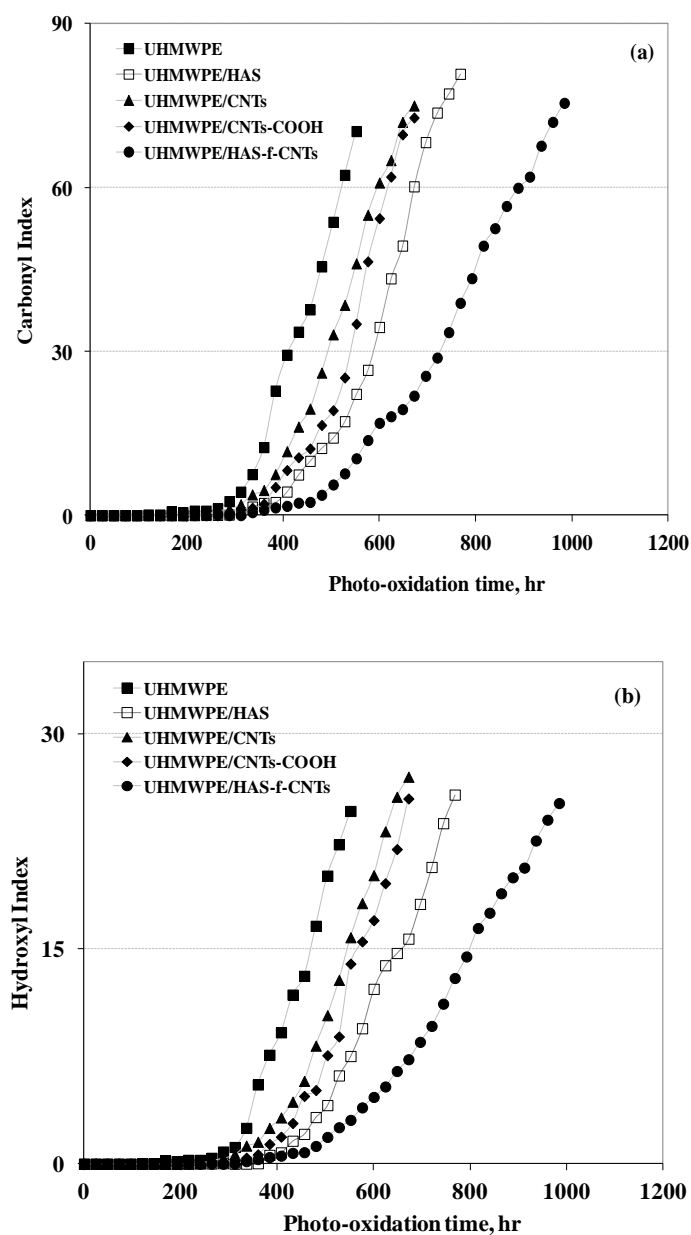 90
(a)
UHMWPE
UHMWPE/HAS
UHMWPE/CNTs
UHMWPE/CNTs-COOH
UHMWPE/HAS-f-CNTs
60
Carbonyl Index
30
0
0 200 400 600 800 1000 1200
Photo-oxidation time, hr
(b)
UHMWPE
UHMWPE/HAS
UHMWPE/CNTs
UHMWPE/CNTs-COOH
UHMWPE/HAS-f-CNTs
30
Hydroxyl Index
15
0
0 200 400 600 800 1000 1200
Photo-oxidation time, hr